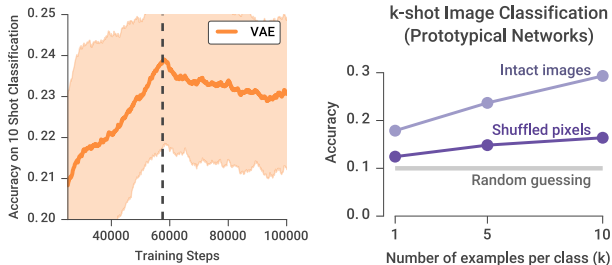 0.25
0.24
0.23
0.22
0.21
0.20
Accuracy on 10 Shot Classification
VAE
40000 60000 80000 100000
Training Steps
k-shot Image Classification
(Prototypical Networks)
0.3
0.2
0.1
0.0
Accuracy
Intact images
Shuffled pixels
Random guessing
1 5 10
Number of examples per class (k)